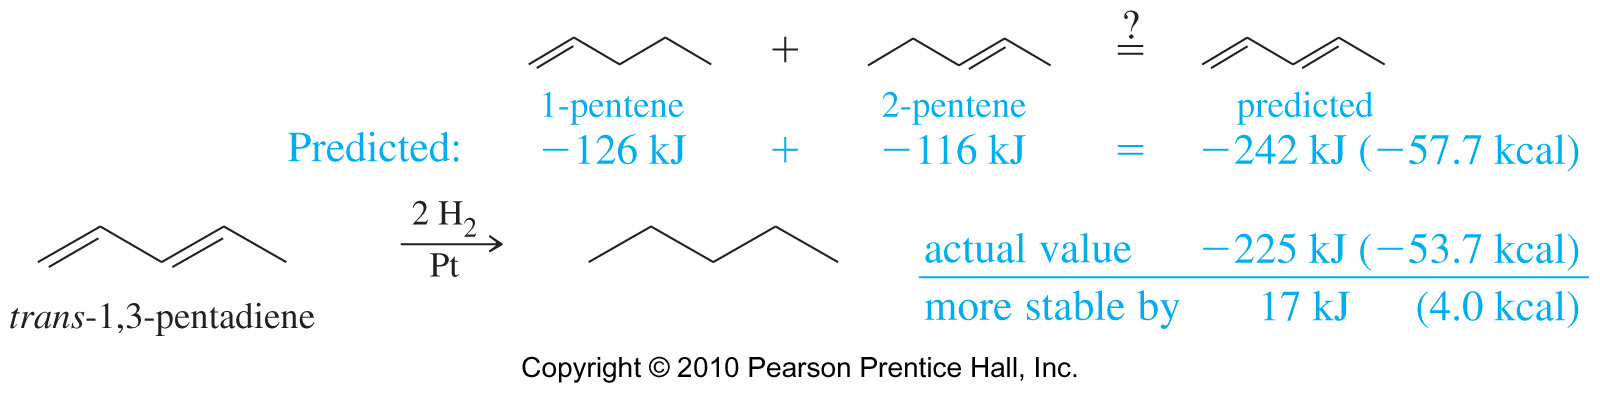 + ? =
1-pentene 2-pentene predicted
Predicted: −126 kJ + −116 kJ = −242 kJ (−57.7 kcal)
2 H₂
Pt
actual value −225 kJ (−53.7 kcal)
more stable by 17 kJ (4.0 kcal)
trans-1,3-pentadiene
Copyright © 2010 Pearson Prentice Hall, Inc.